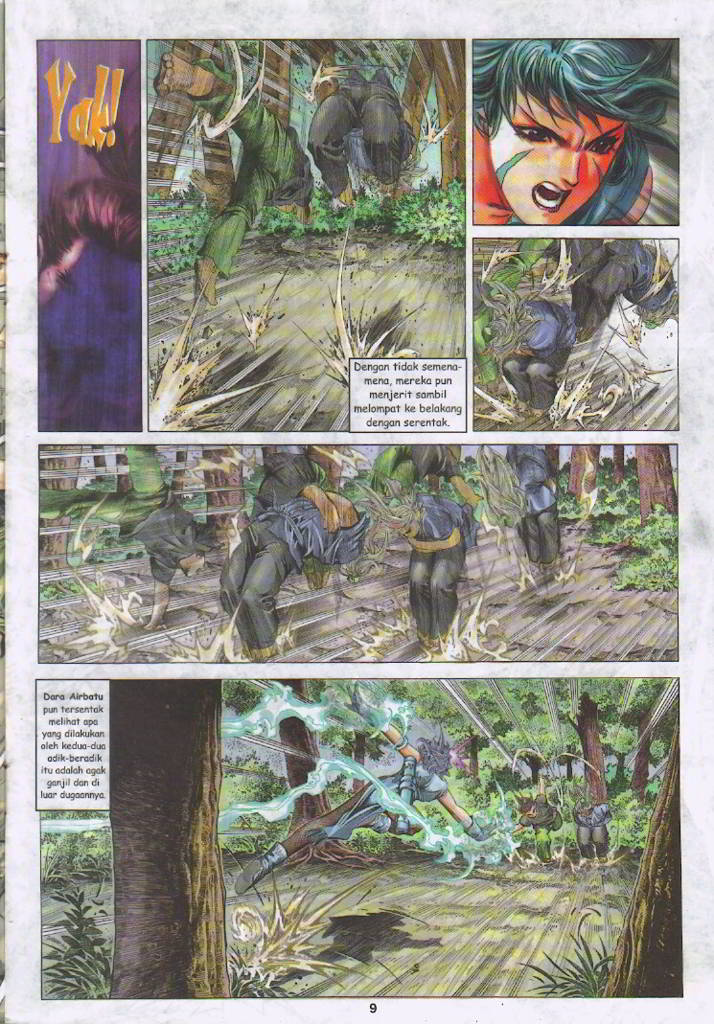 Yak!
Dengan tidak semena-
mena, mereka pun
menjerit sambil
melompat ke belakang
dengan serentak.
Dara Airbatu
pun tersentak
melihat apa
yang dilakukan
oleh kedua-dua
adik-beradik
itu adalah agak
ganjil dan di
luar dugaannya.
9